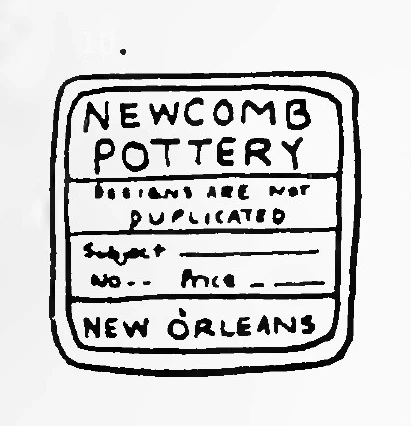 NEWCOMB
POTTERY
DESIGNS ARE NOT
DUPLICATED
Subject
No. Price
NEW ORLEANS